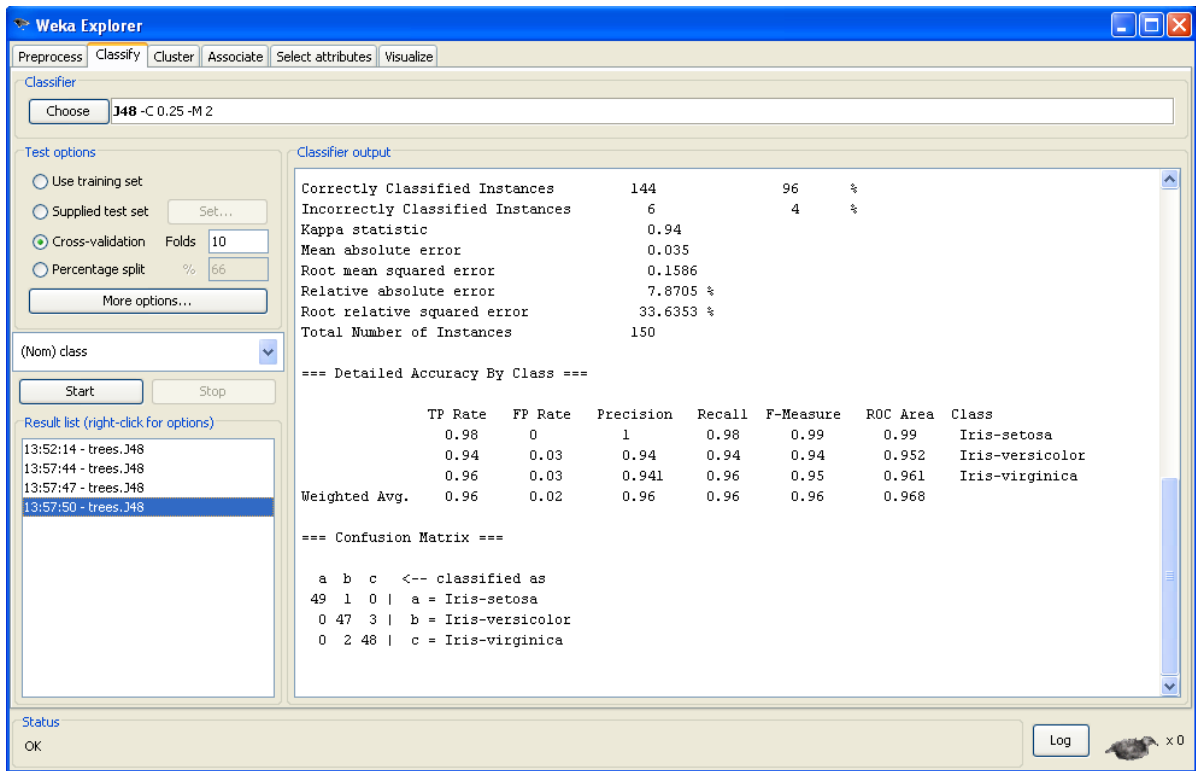 Weka Explorer
Preprocess Classify Cluster Associate Select attributes Visualize
Classifier
Choose J48 -C 0.25 -M 2
Test options
Use training set
Supplied test set Set...
Cross-validation Folds 10
Percentage split % 66
More options...
(Nom) class
Start Stop
Result list (right-click for options)
13:52:14 - trees.J48
13:57:44 - trees.J48
13:57:47 - trees.J48
13:57:50 - trees.J48
Classifier output
Correctly Classified Instances 144 96 %
Incorrectly Classified Instances 6 4 %
Kappa statistic 0.94
Mean absolute error 0.035
Root mean squared error 0.1586
Relative absolute error 7.8705 %
Root relative squared error 33.6353 %
Total Number of Instances 150
=== Detailed Accuracy By Class ===
TP Rate FP Rate Precision Recall F-Measure ROC Area Class
0.98 0 1 0.98 0.99 0.99 Iris-setosa
0.94 0.03 0.94 0.94 0.94 0.952 Iris-versicolor
0.96 0.03 0.941 0.96 0.95 0.961 Iris-virginica
Weighted Avg. 0.96 0.02 0.96 0.96 0.96 0.968
=== Confusion Matrix ===
a b c <-- classified as
49 1 0 | a = Iris-setosa
0 47 3 | b = Iris-versicolor
0 2 48 | c = Iris-virginica
Status
OK
Log x 0